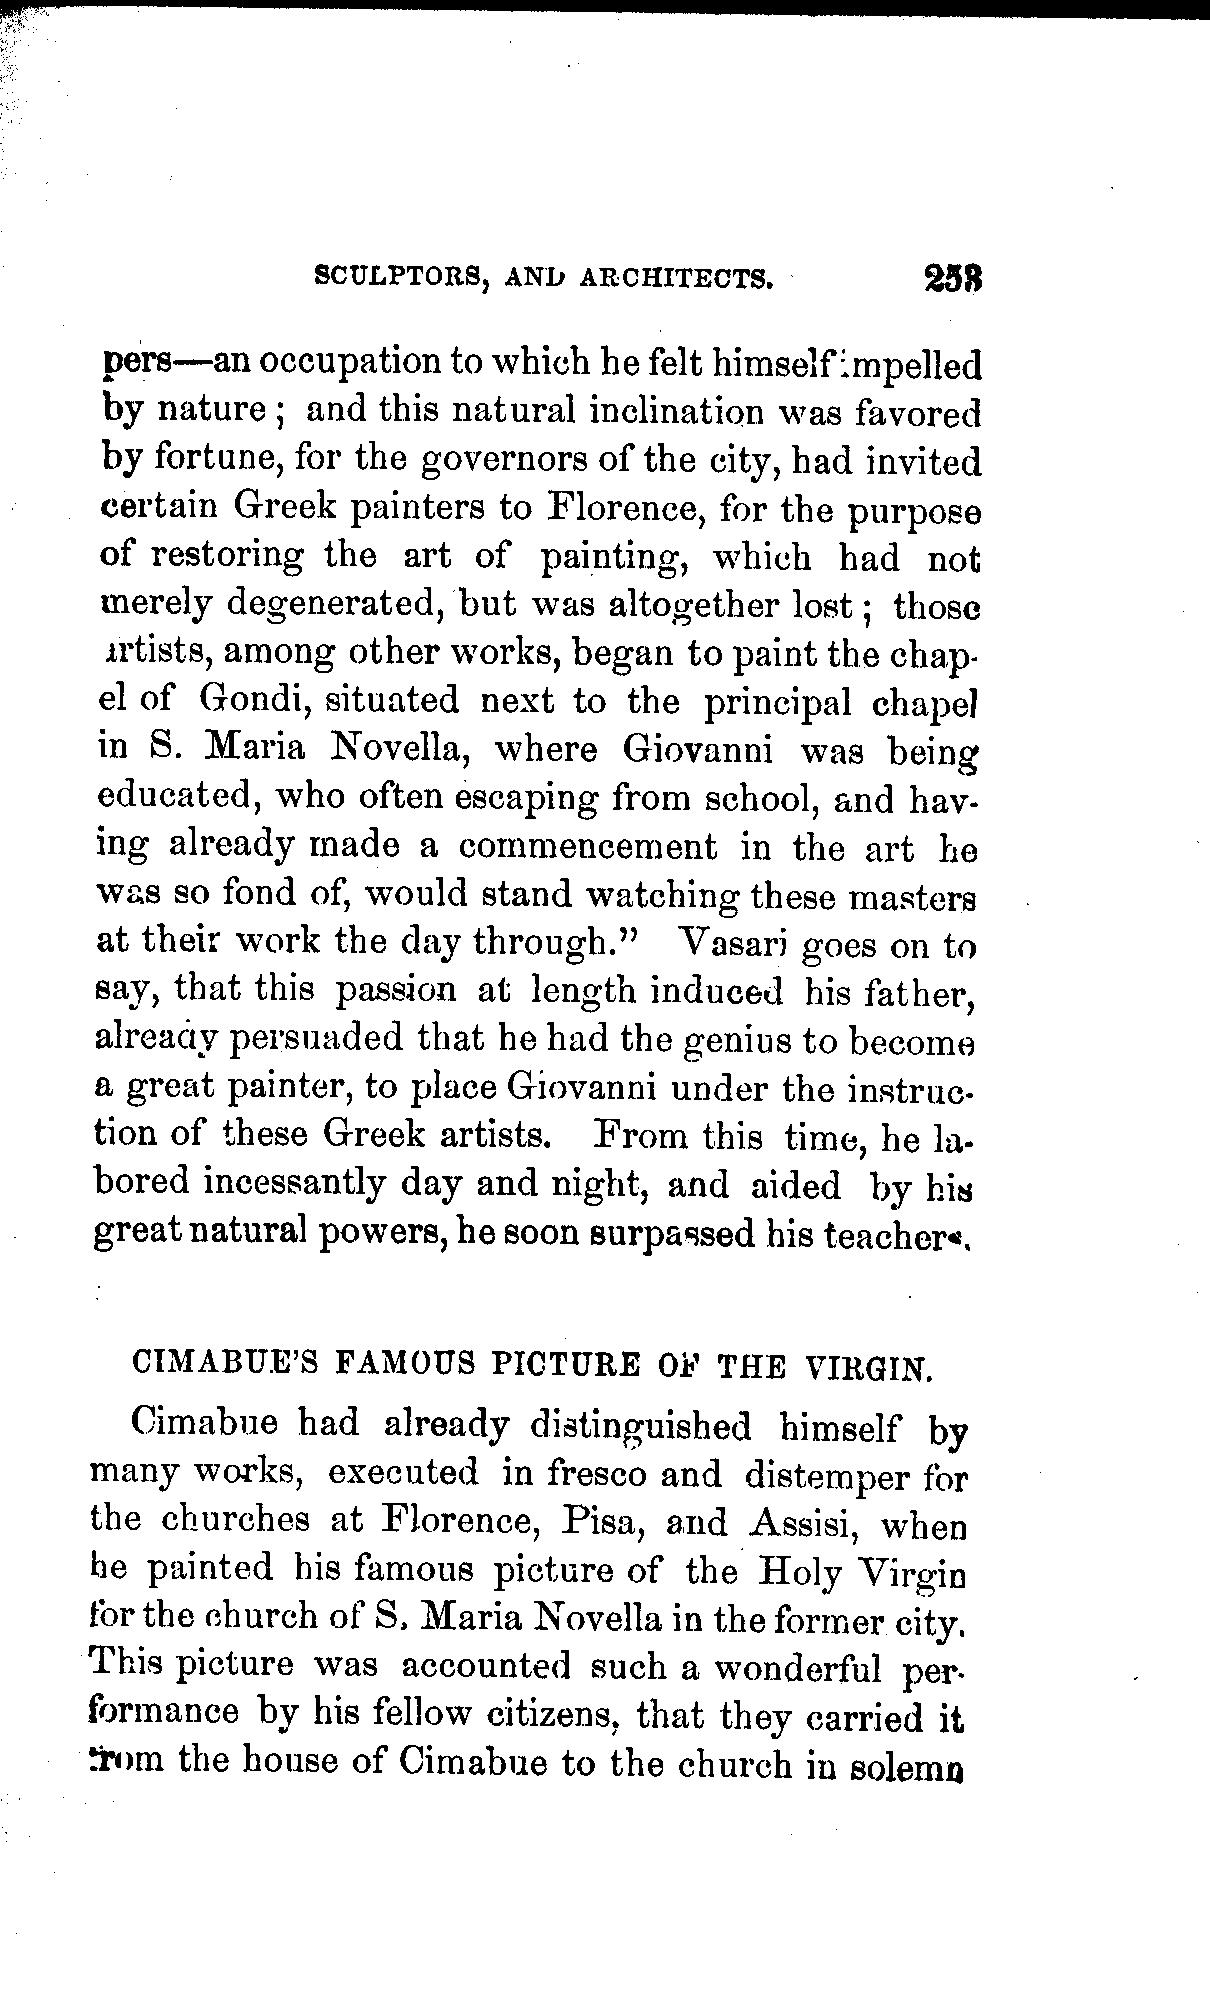 SCULPTORS, AND ARCHITECTS. 253
pers—an occupation to which he felt himself impelled
by nature; and this natural inclination was favored
by fortune, for the governors of the city, had invited
certain Greek painters to Florence, for the purpose
of restoring the art of painting, which had not
merely degenerated, but was altogether lost; those
artists, among other works, began to paint the chap-
el of Gondi, situated next to the principal chapel
in S. Maria Novella, where Giovanni was being
educated, who often escaping from school, and hav-
ing already made a commencement in the art he
was so fond of, would stand watching these masters
at their work the day through." Vasari goes on to
say, that this passion at length induced his father,
already persuaded that he had the genius to become
a great painter, to place Giovanni under the instruc-
tion of these Greek artists. From this time, he la-
bored incessantly day and night, and aided by his
great natural powers, he soon surpassed his teachers.
CIMABUE'S FAMOUS PICTURE OF THE VIRGIN.
Cimabue had already distinguished himself by
many works, executed in fresco and distemper for
the churches at Florence, Pisa, and Assisi, when
he painted his famous picture of the Holy Virgin
for the church of S. Maria Novella in the former city.
This picture was accounted such a wonderful per-
formance by his fellow citizens, that they carried it
from the house of Cimabue to the church in solemn